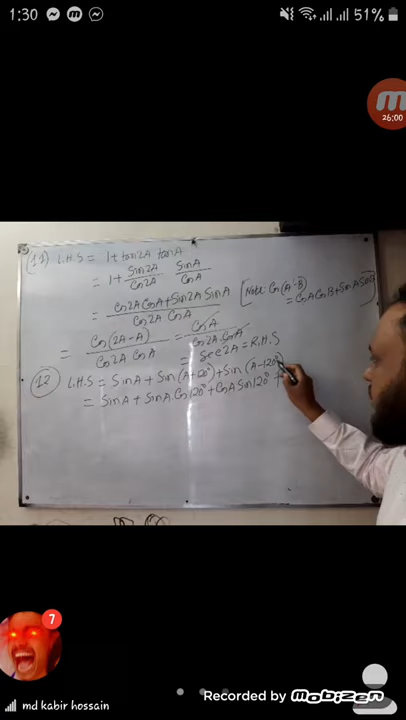 1:30
51%
26:00
(11) L.H.S = 1+ tan2A tanA
= 1+ Sin2A/Cos2A SinA/CosA
= Cos2A CosA + Sin2A SinA / Cos2A CosA [Note Cos(A-B) = CosA CosB + SinA SinB]
= Cos(2A-A) / Cos2A CosA = CosA / Cos2A CosA
= Sec2A = R.H.S
(12) L.H.S = SinA + Sin(A+120°) + Sin(A-120°)
= SinA + SinA Cos120° + CosA Sin120° +
7
md kabir hossain
Recorded by MOBIZEN